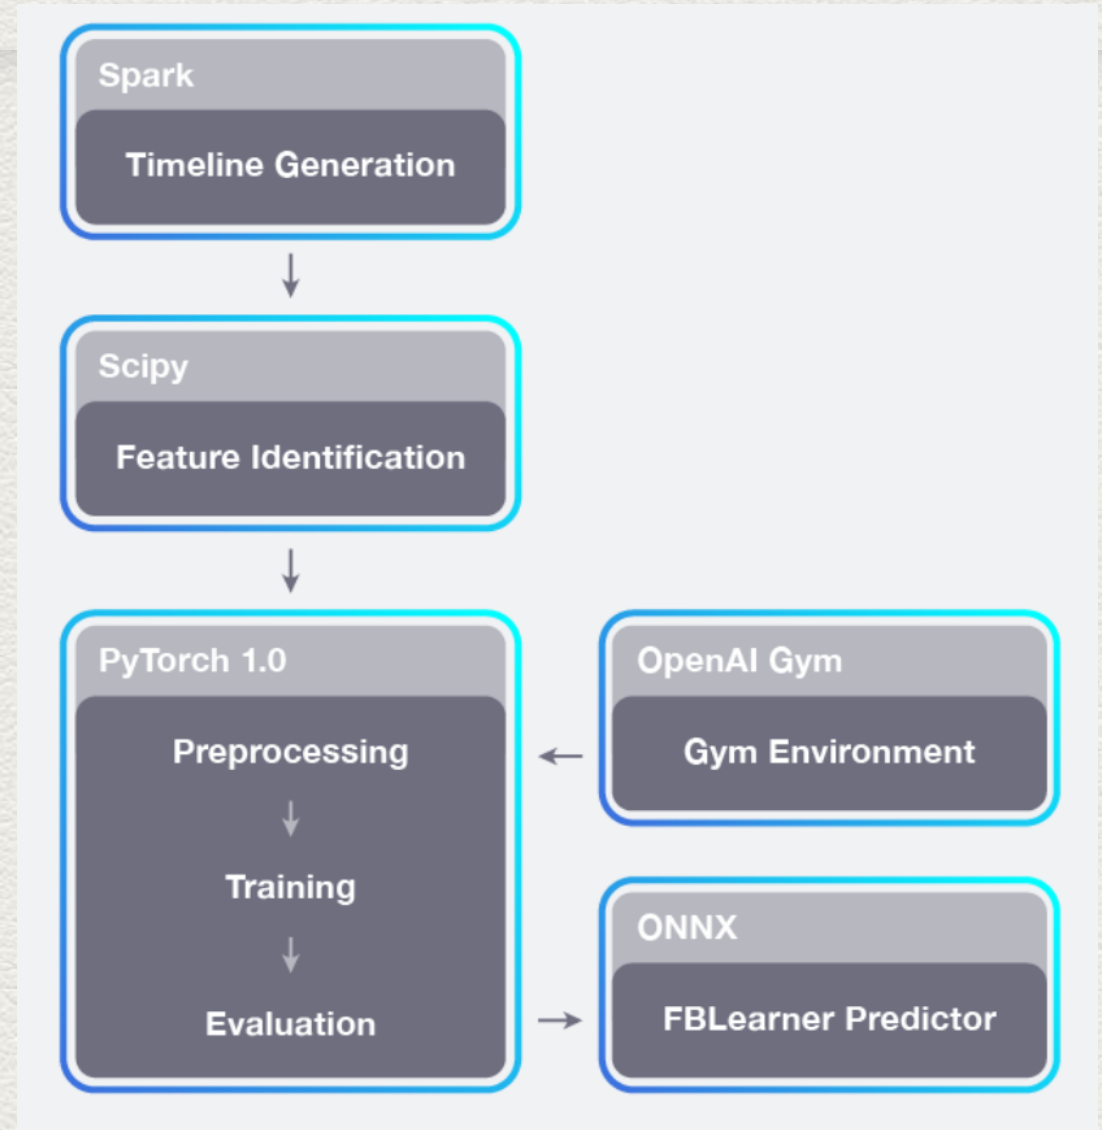 Spark
Timeline Generation
Scipy
Feature Identification
PyTorch 1.0
Preprocessing
Training
Evaluation
OpenAI Gym
Gym Environment
ONNX
FBLearner Predictor